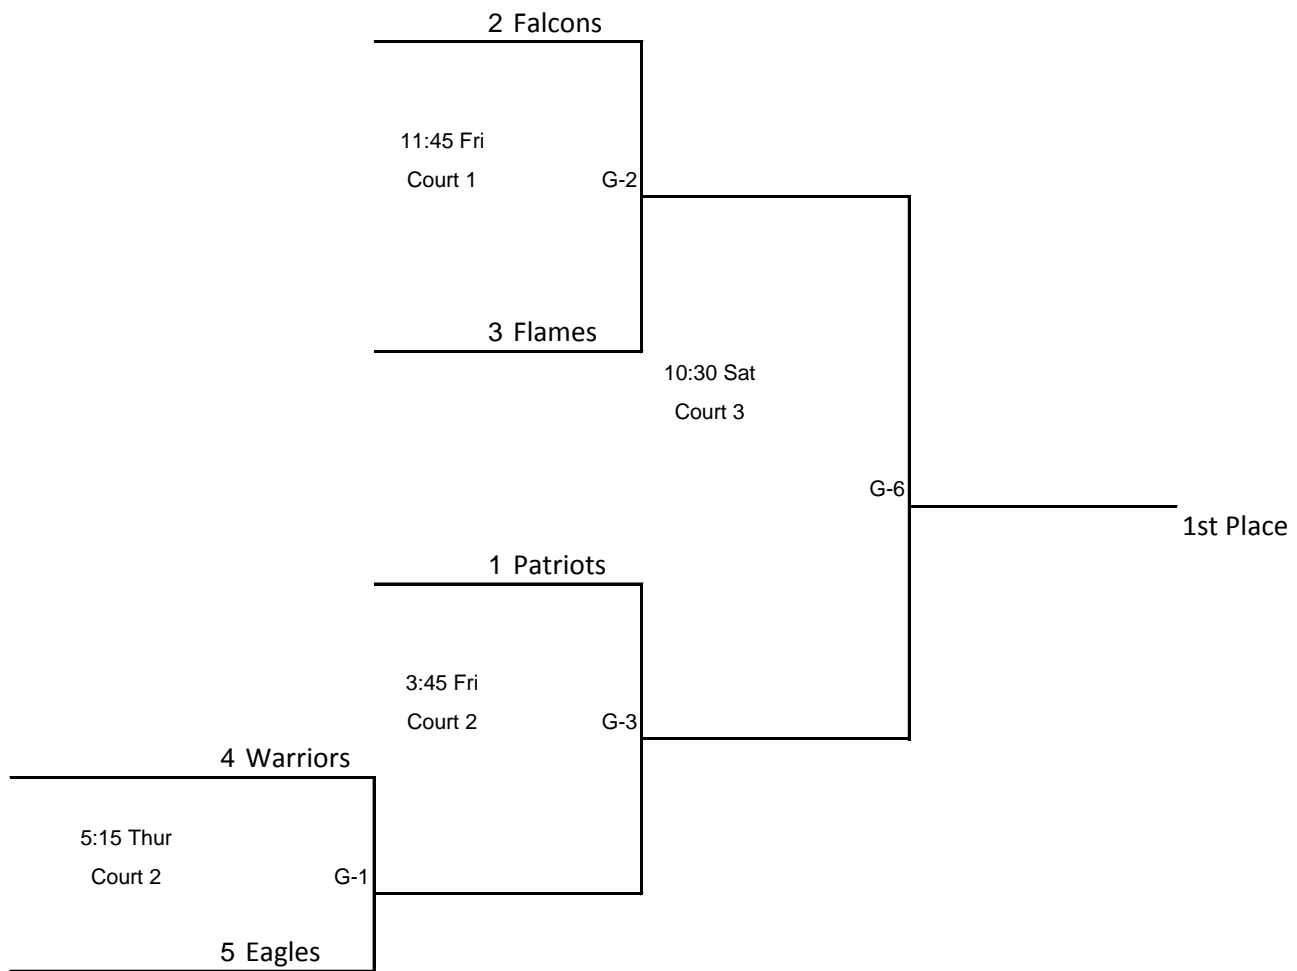 2 Falcons
11:45 Fri
Court 1
G-2
3 Flames
10:30 Sat
Court 3
G-6
1st Place
1 Patriots
3:45 Fri
Court 2
G-3
4 Warriors
5:15 Thur
Court 2
G-1
5 Eagles